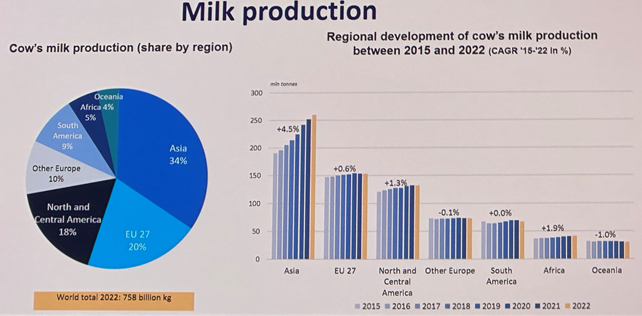 Milk production
Cow's milk production (share by region)
Oceania
4%
Africa
5%
South
America
9%
Other Europe
10%
North and
Central America
18%
EU 27
20%
Asia
34%
World total 2022: 758 billion kg
Regional development of cow's milk production
between 2015 and 2022 (CAGR '15-'22 in %)
mln tonnes
300
250
200
150
100
50
0
+4.5%
+0.6%
+1.3%
-0.1%
+0.0%
+1.9%
-1.0%
Asia
EU 27
North and
Central
America
Other Europe
South
America
Africa
Oceania
2015 2016 2017 2018 2019 2020 2021 2022